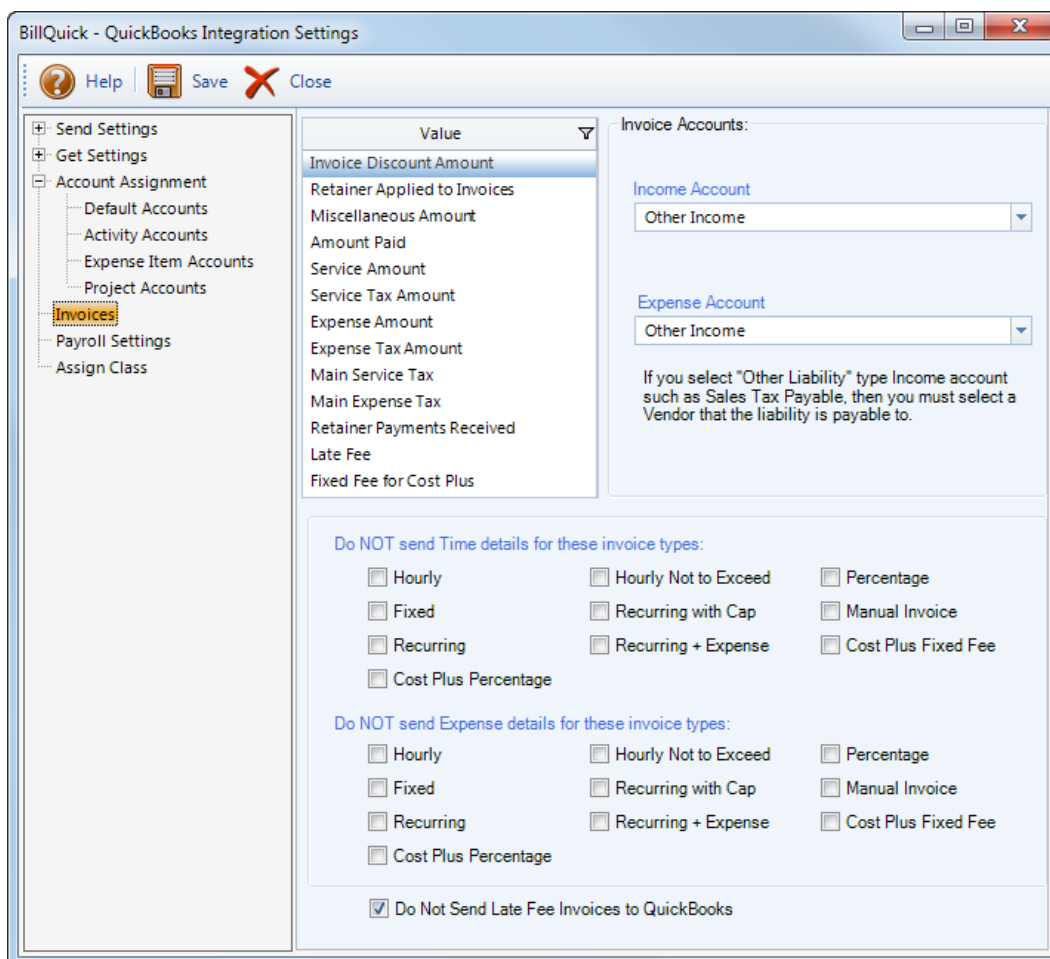 BillQuick - QuickBooks Integration Settings
Help Save Close
Send Settings
Get Settings
Account Assignment
Default Accounts
Activity Accounts
Expense Item Accounts
Project Accounts
Invoices
Payroll Settings
Assign Class
Value
Invoice Discount Amount
Retainer Applied to Invoices
Miscellaneous Amount
Amount Paid
Service Amount
Service Tax Amount
Expense Amount
Expense Tax Amount
Main Service Tax
Main Expense Tax
Retainer Payments Received
Late Fee
Fixed Fee for Cost Plus
Invoice Accounts:
Income Account
Other Income
Expense Account
Other Income
If you select "Other Liability" type Income account
such as Sales Tax Payable, then you must select a
Vendor that the liability is payable to.
Do NOT send Time details for these invoice types:
Hourly Hourly Not to Exceed Percentage
Fixed Recurring with Cap Manual Invoice
Recurring Recurring + Expense Cost Plus Fixed Fee
Cost Plus Percentage
Do NOT send Expense details for these invoice types:
Hourly Hourly Not to Exceed Percentage
Fixed Recurring with Cap Manual Invoice
Recurring Recurring + Expense Cost Plus Fixed Fee
Cost Plus Percentage
Do Not Send Late Fee Invoices to QuickBooks